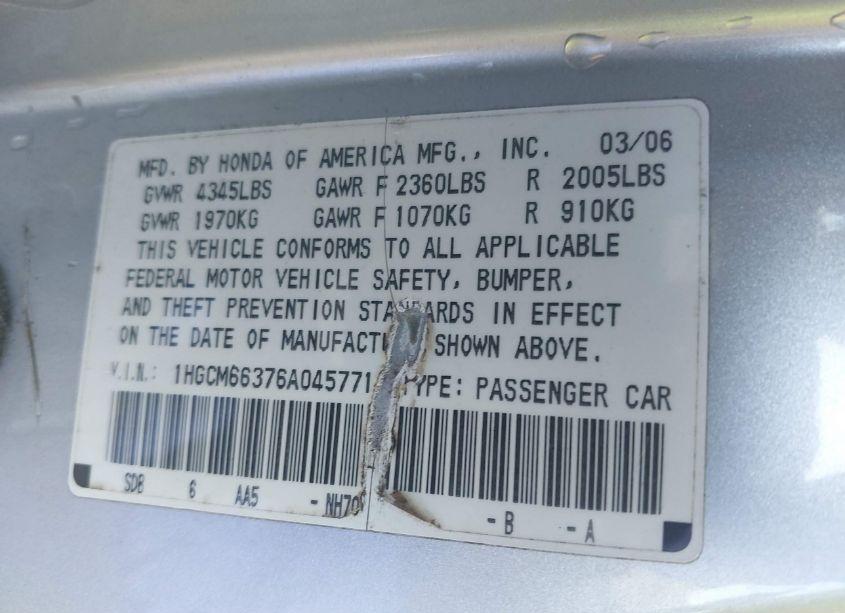 MFD. BY HONDA OF AMERICA MFG., INC. 03/06
GVWR 4345LBS GAWR F 2360LBS R 2005LBS
GVWR 1970KG GAWR F 1070KG R 910KG
THIS VEHICLE CONFORMS TO ALL APPLICABLE
FEDERAL MOTOR VEHICLE SAFETY, BUMPER,
AND THEFT PREVENTION STANDARDS IN EFFECT
ON THE DATE OF MANUFACT SHOWN ABOVE.
V.I.N.: 1HGCM66376A045771 TYPE: PASSENGER CAR
SDB 6 AA5 - NH70 - B - A